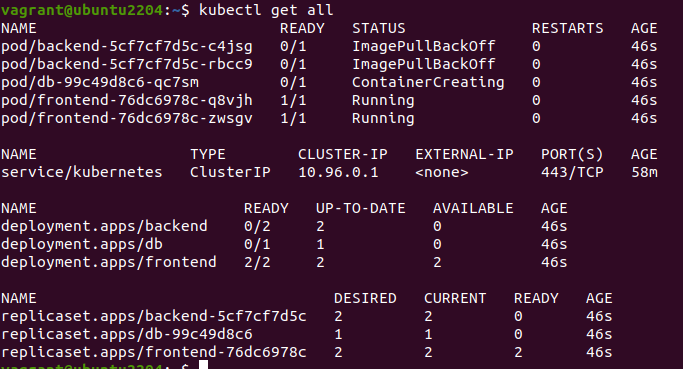 vagrant@ubuntu2204:~$ kubectl get all
NAME READY STATUS RESTARTS AGE
pod/backend-5cf7cf7d5c-c4jsg 0/1 ImagePullBackOff 0 46s
pod/backend-5cf7cf7d5c-rbcc9 0/1 ImagePullBackOff 0 46s
pod/db-99c49d8c6-qc7sm 0/1 ContainerCreating 0 46s
pod/frontend-76dc6978c-q8vjh 1/1 Running 0 46s
pod/frontend-76dc6978c-zwsgv 1/1 Running 0 46s
NAME TYPE CLUSTER-IP EXTERNAL-IP PORT(S) AGE
service/kubernetes ClusterIP 10.96.0.1 <none> 443/TCP 58m
NAME READY UP-TO-DATE AVAILABLE AGE
deployment.apps/backend 0/2 2 0 46s
deployment.apps/db 0/1 1 0 46s
deployment.apps/frontend 2/2 2 2 46s
NAME DESIRED CURRENT READY AGE
replicaset.apps/backend-5cf7cf7d5c 2 2 0 46s
replicaset.apps/db-99c49d8c6 1 1 0 46s
replicaset.apps/frontend-76dc6978c 2 2 2 46s
vagrant@ubuntu2204:~$